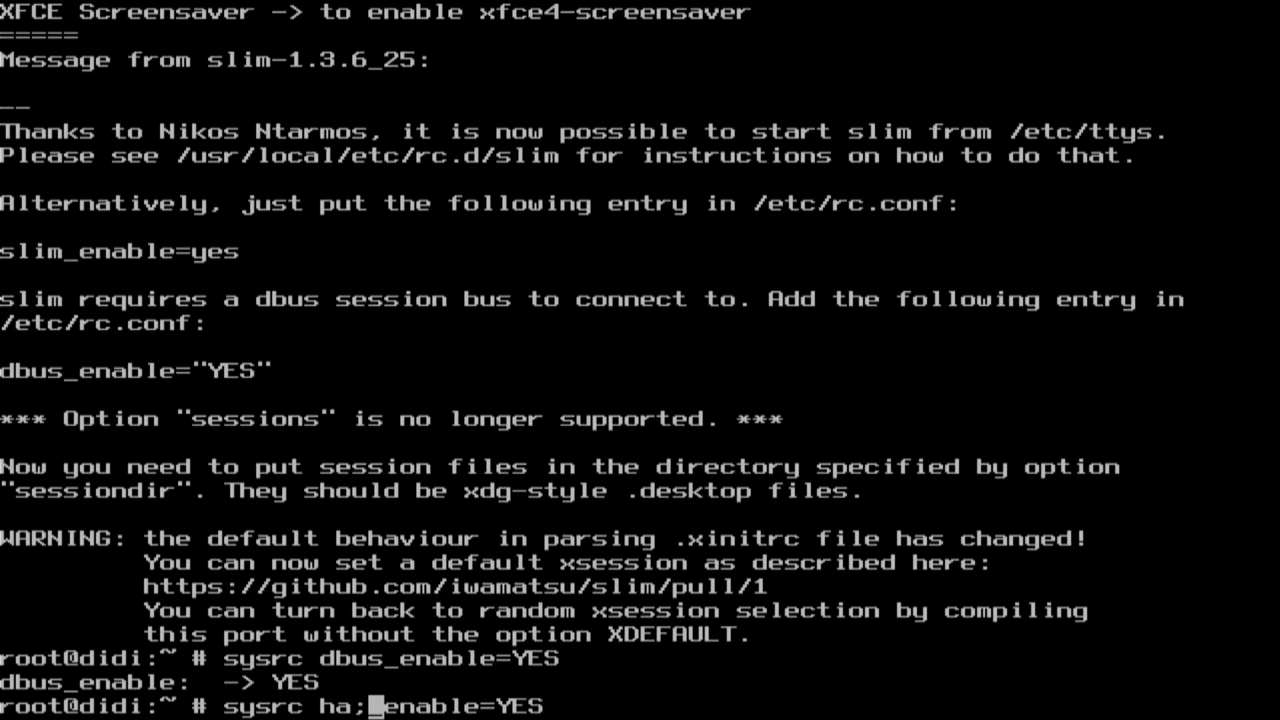 XFCE Screensaver -> to enable xfce4-screensaver
=====
Message from slim-1.3.6_25:
--
Thanks to Nikos Ntarmos, it is now possible to start slim from /etc/ttys.
Please see /usr/local/etc/rc.d/slim for instructions on how to do that.
Alternatively, just put the following entry in /etc/rc.conf:
slim_enable=yes
slim requires a dbus session bus to connect to. Add the following entry in
/etc/rc.conf:
dbus_enable="YES"
*** Option "sessions" is no longer supported. ***
Now you need to put session files in the directory specified by option
"sessiondir". They should be xdg-style .desktop files.
WARNING: the default behaviour in parsing .xinitrc file has changed!
You can now set a default xsession as described here:
https://github.com/iwamatsu/slim/pull/1
You can turn back to random xsession selection by compiling
this port without the option XDEFAULT.
root@didi:~ # sysrc dbus_enable=YES
dbus_enable:  -> YES
root@didi:~ # sysrc ha;_enable=YES